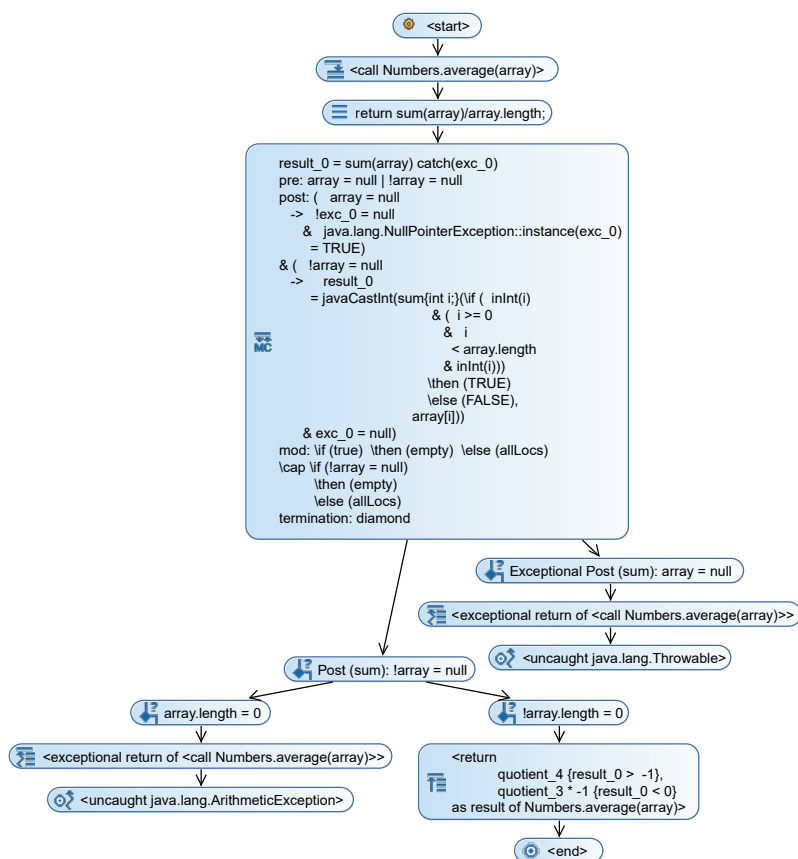 <start>
<call Numbers.average(array)>
return sum(array)/array.length;
result_0 = sum(array) catch(exc_0)
pre: array = null | !array = null
post: ( array = null
-> !exc_0 = null
& java.lang.NullPointerException::instance(exc_0)
= TRUE)
& ( !array = null
-> result_0
= javaCastInt(sum{int i;}(\if ( inInt(i)
& ( i >= 0
& i
< array.length
& inInt(i)))
\then (TRUE)
\else (FALSE),
array[i]))
& exc_0 = null)
mod: \if (true) \then (empty) \else (allLocs)
\cap \if (!array = null)
\then (empty)
\else (allLocs)
termination: diamond
MC
Exceptional Post (sum): array = null
<exceptional return of <call Numbers.average(array)>>
<uncaught java.lang.Throwable>
Post (sum): !array = null
array.length = 0
!array.length = 0
<exceptional return of <call Numbers.average(array)>>
<uncaught java.lang.ArithmeticException>
<return
quotient_4 {result_0 > -1},
quotient_3 * -1 {result_0 < 0}
as result of Numbers.average(array)>
<end>